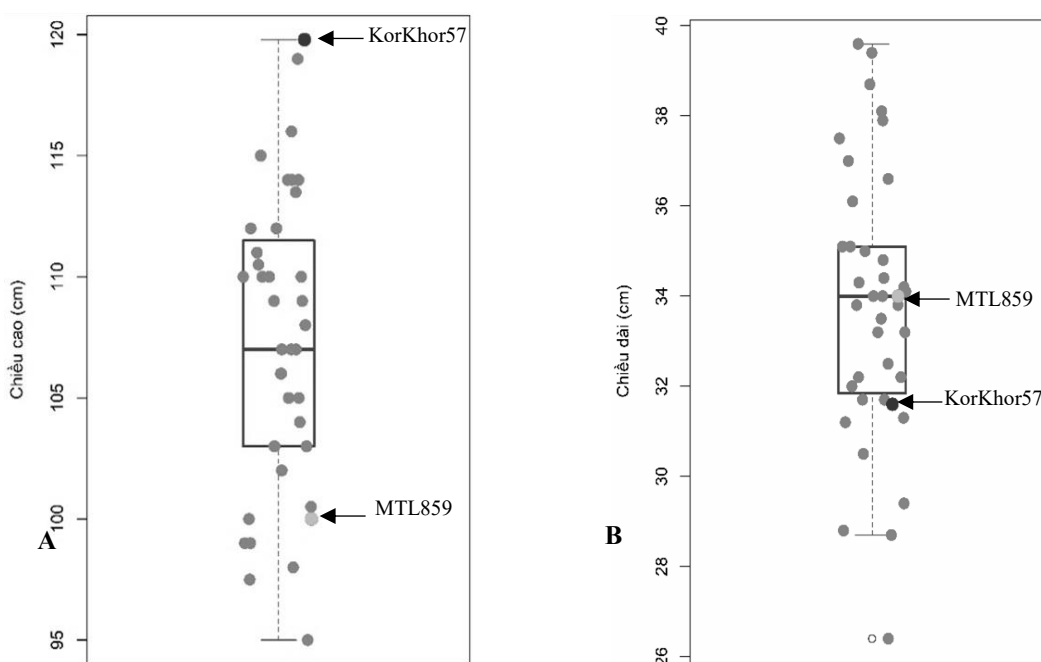 120
115
110
105
100
95
Chiều cao (cm)
KorKhor57
MTL859
A
40
38
36
34
32
30
28
26
Chiều dài (cm)
MTL859
KorKhor57
B